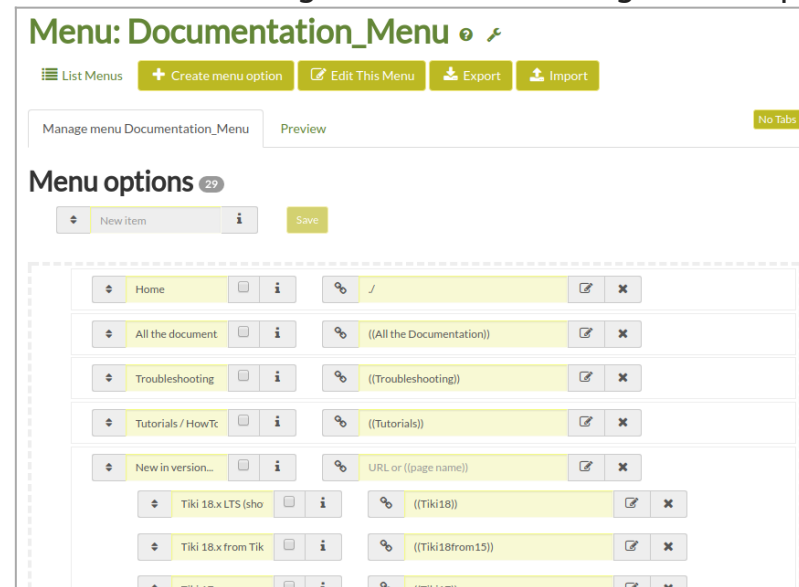 Menu: Documentation_Menu
List Menus Create menu option Edit This Menu Export Import
Manage menu Documentation_Menu Preview No Tabs
Menu options 29
New item Save
Home ./
All the document ((All the Documentation))
Troubleshooting ((Troubleshooting))
Tutorials / HowTo ((Tutorials))
New in version... URL or ((page name))
Tiki 18.x LTS (sho ((Tiki18))
Tiki 18.x from Tik ((Tiki18from15))